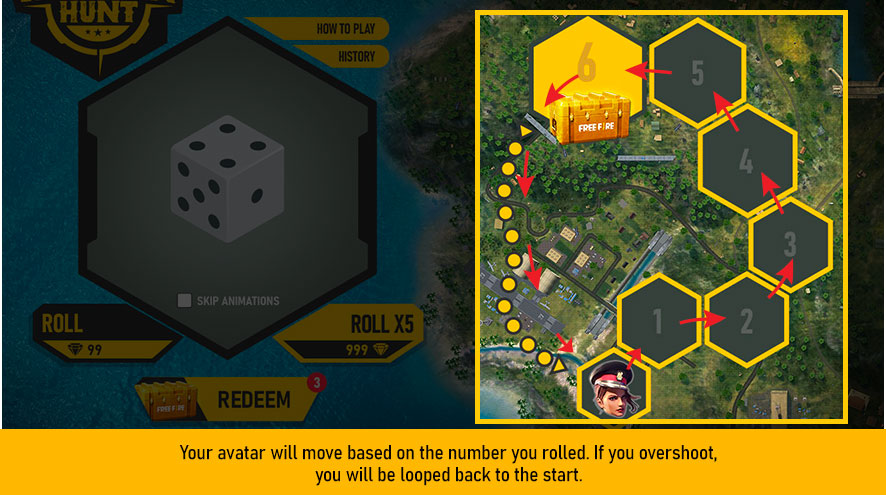 HUNT
HOW TO PLAY
HISTORY
SKIP ANIMATIONS
ROLL
99
ROLL X5
999
FREE FIRE
REDEEM
3
6
5
FREE FIRE
4
3
1
2
Your avatar will move based on the number you rolled. If you overshoot,
you will be looped back to the start.